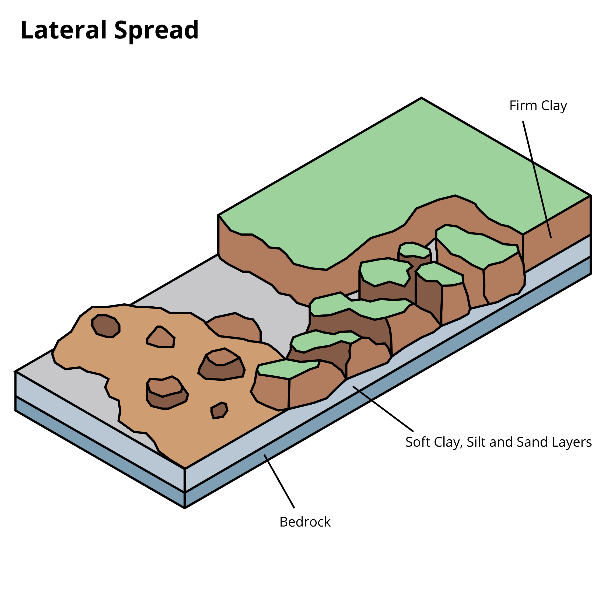 Lateral Spread
Firm Clay
Soft Clay, Silt and Sand Layers
Bedrock